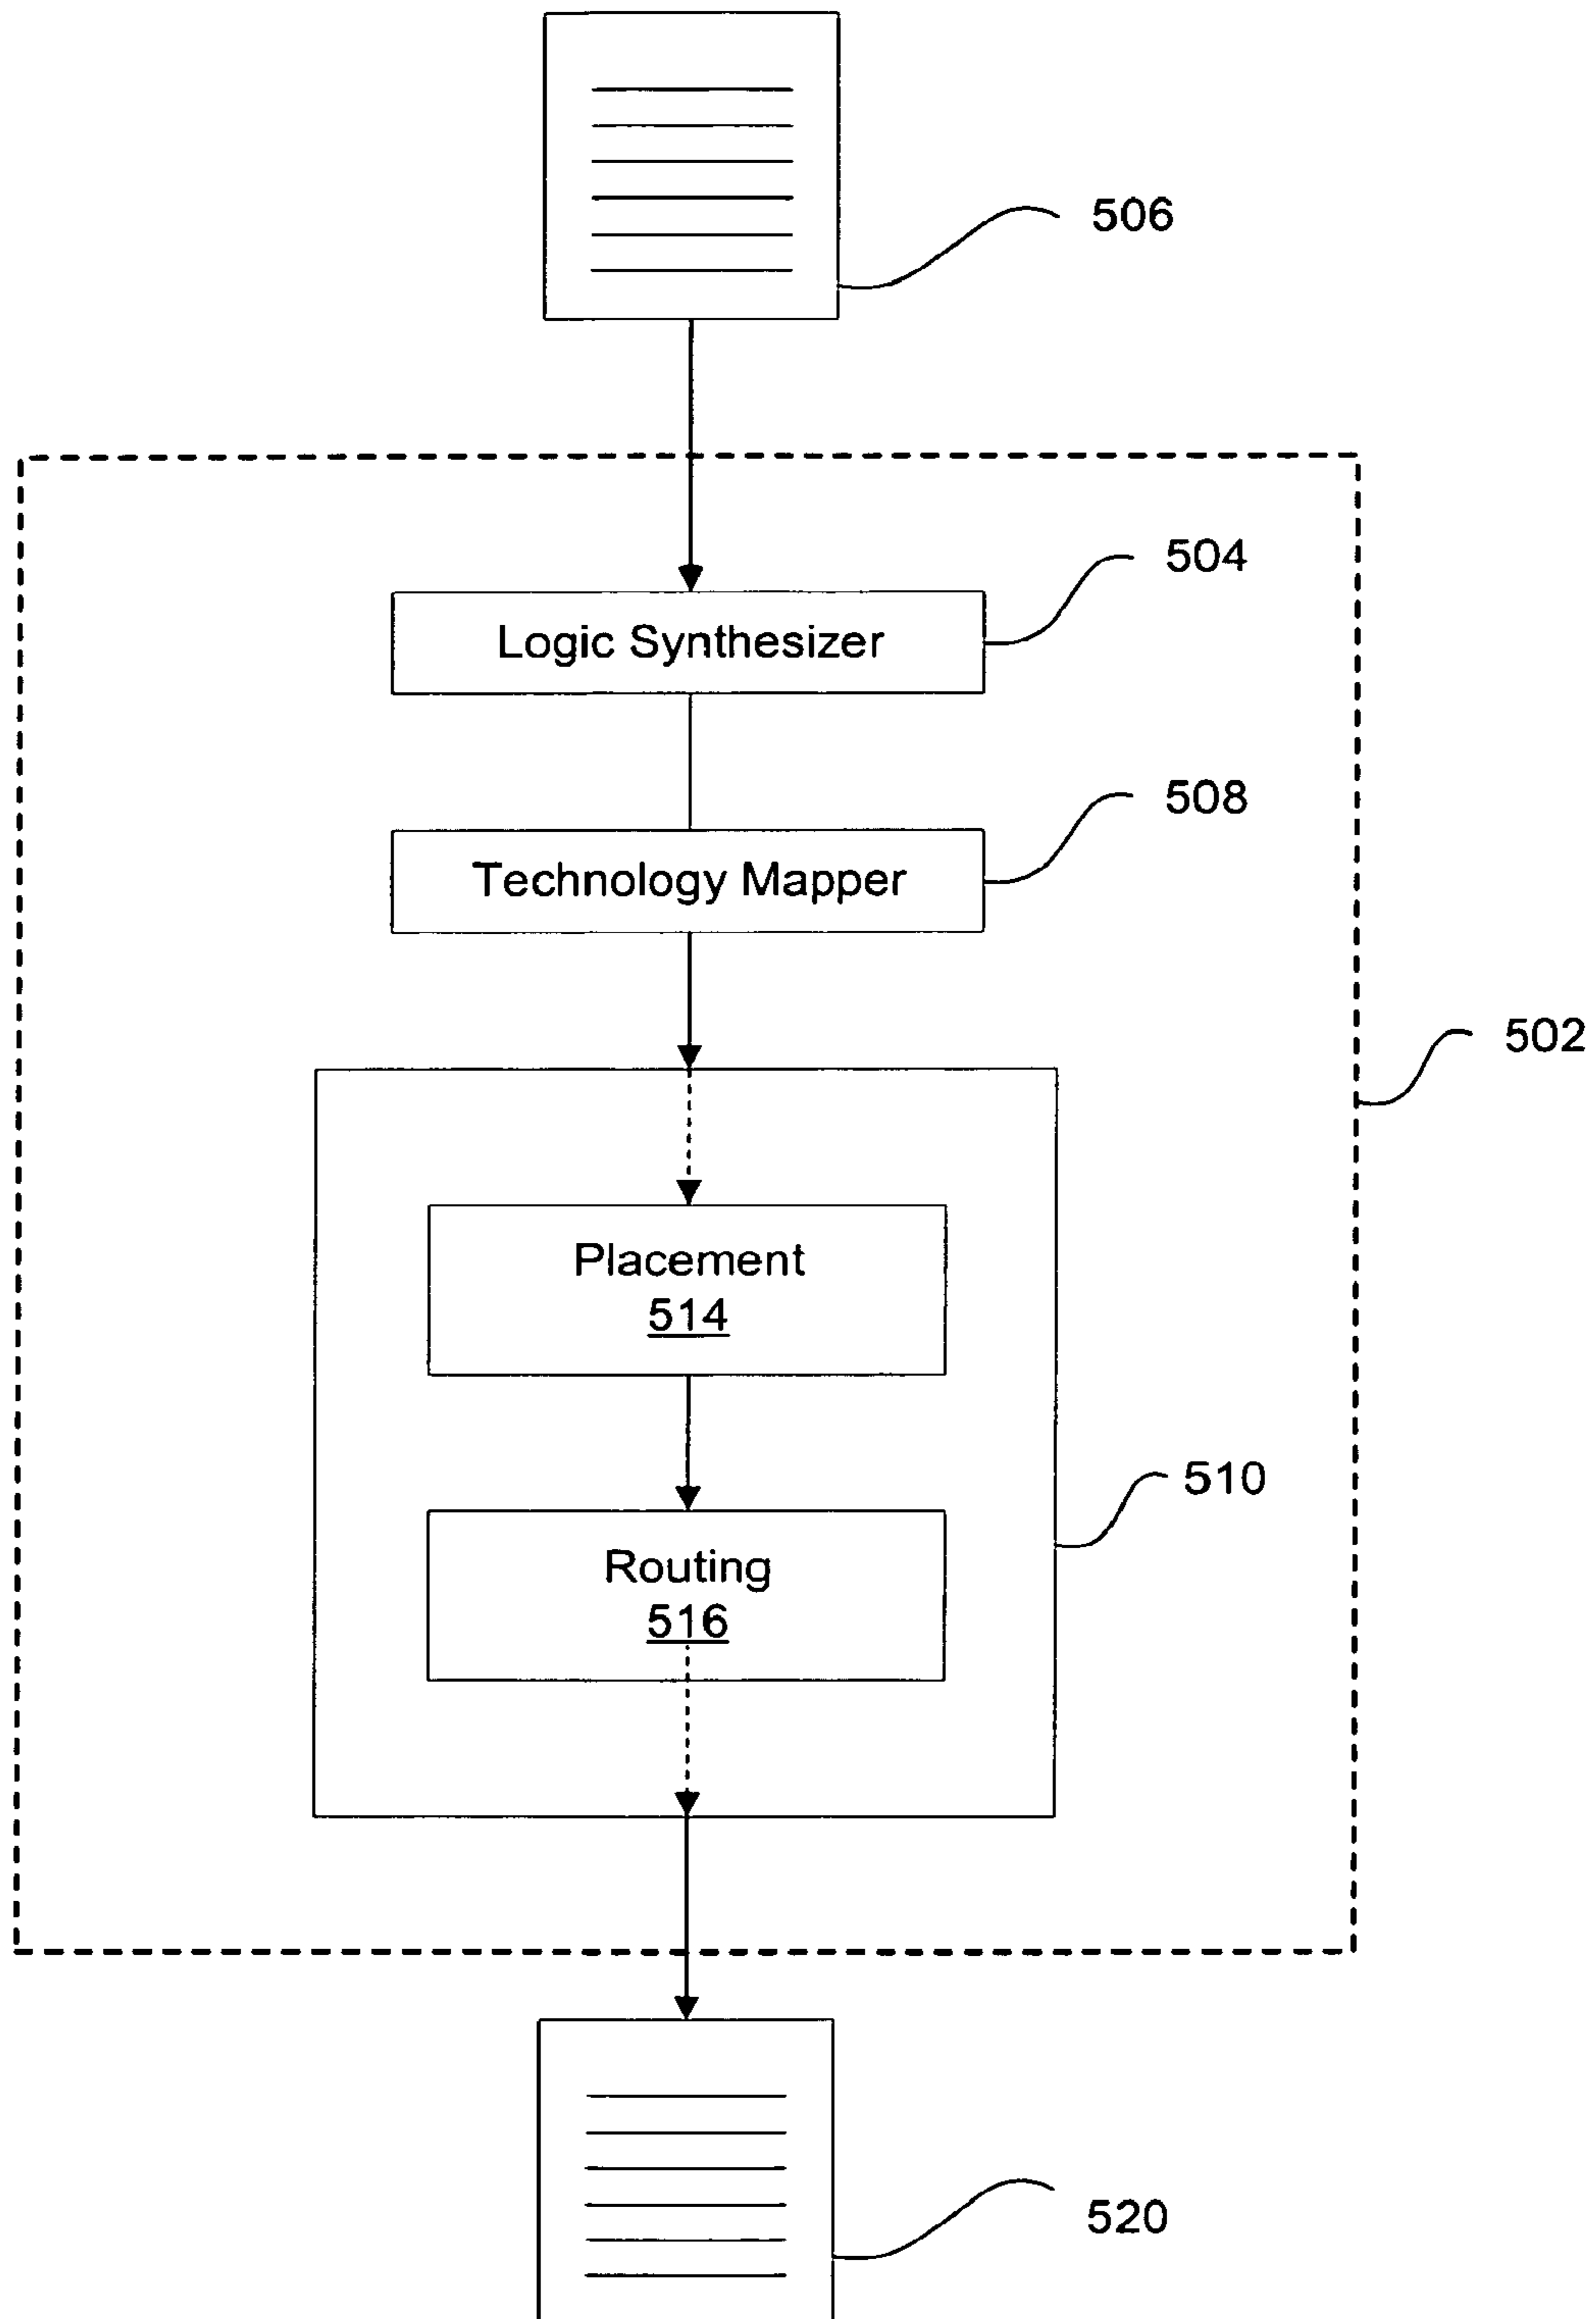 506
504
Logic Synthesizer
508
Technology Mapper
502
Placement
514
510
Routing
516
520